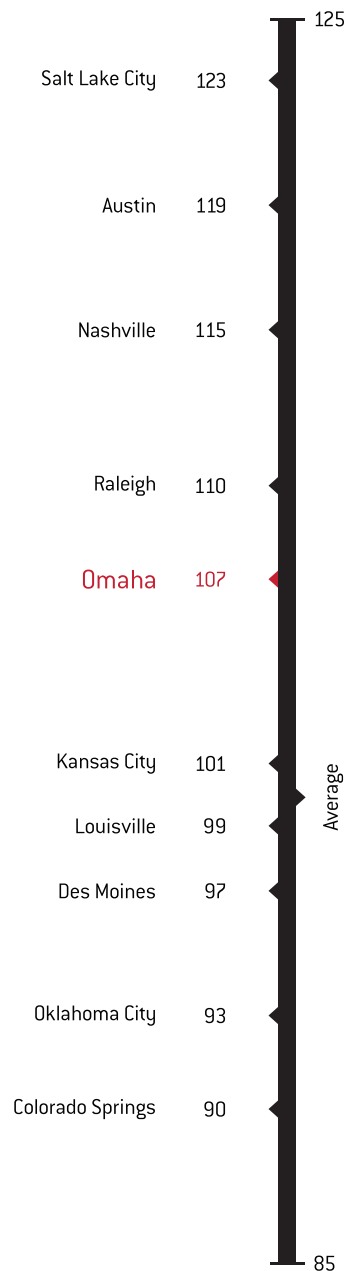 125
Salt Lake City 123
Austin 119
Nashville 115
Raleigh 110
Omaha 107
Kansas City 101
Average
Louisville 99
Des Moines 97
Oklahoma City 93
Colorado Springs 90
85